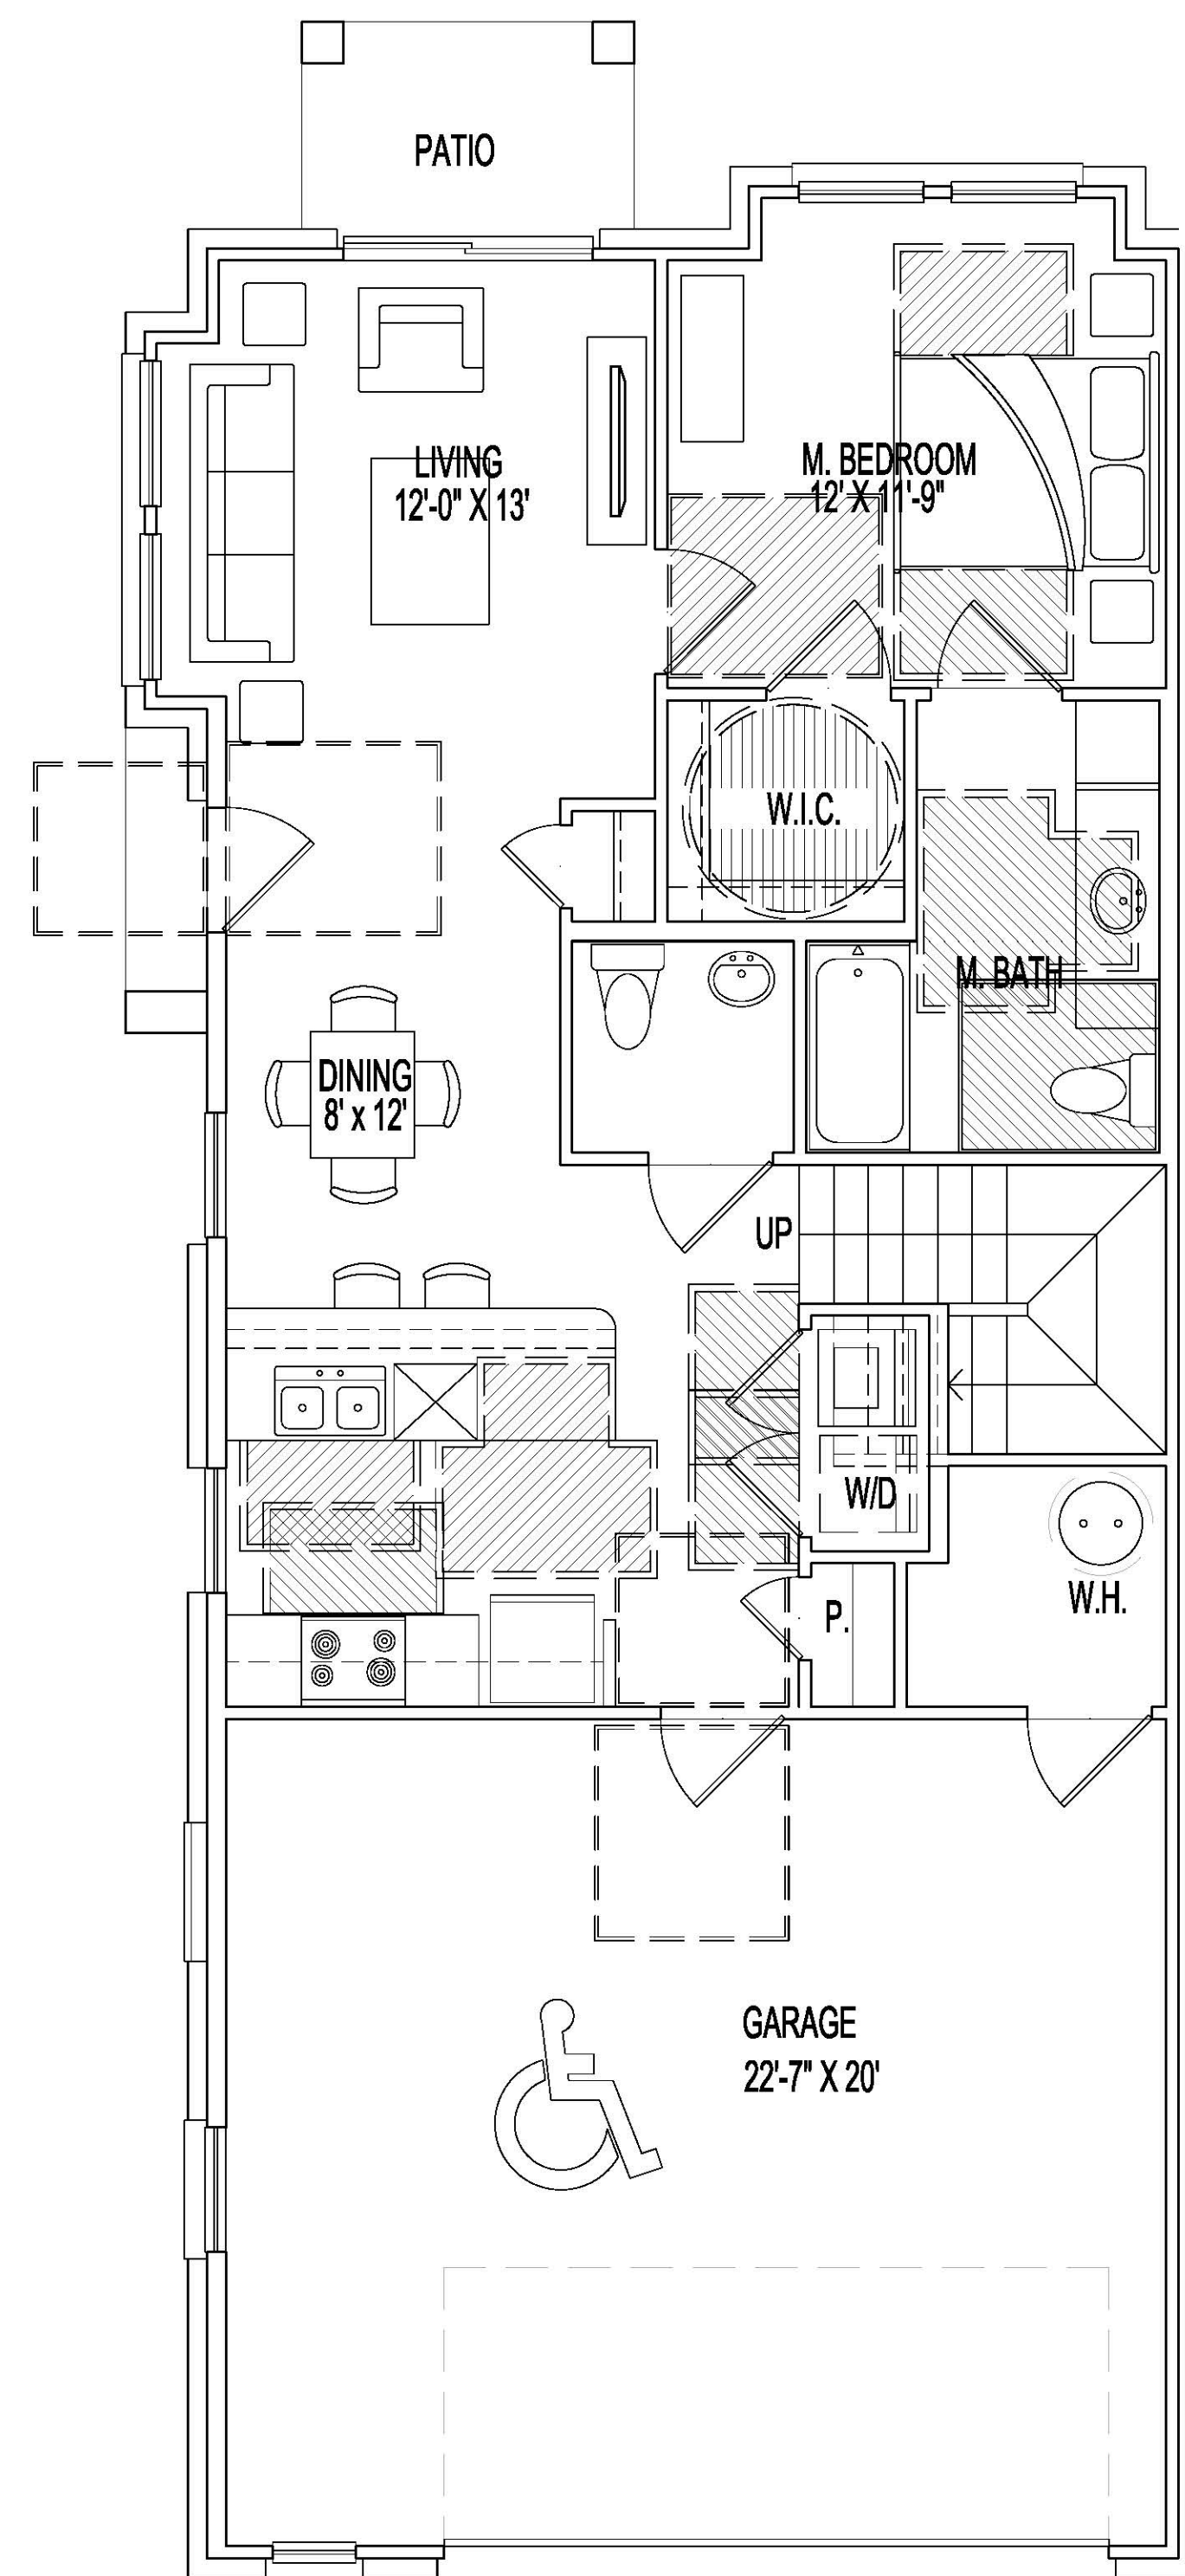 PATIO
LIVING
12'-0" X 13'
M. BEDROOM
12' X 11'-9"
W.I.C.
M. BATH
DINING
8' x 12'
UP
W/D
W.H.
P.
GARAGE
22'-7" X 20'